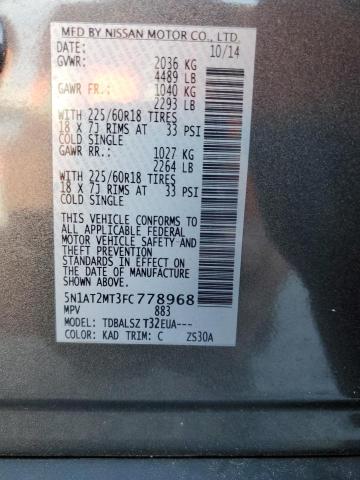 MFD BY NISSAN MOTOR CO., LTD.
DATE: 10/14
GVWR: 2036 KG
4489 LB
GAWR FR.: 1040 KG
2293 LB
WITH 225/60R18 TIRES
18 X 7J RIMS AT 33 PSI
COLD SINGLE
GAWR RR.: 1027 KG
2264 LB
WITH 225/60R18 TIRES
18 X 7J RIMS AT 33 PSI
COLD SINGLE
THIS VEHICLE CONFORMS TO
ALL APPLICABLE FEDERAL
MOTOR VEHICLE SAFETY AND
THEFT PREVENTION
STANDARDS IN EFFECT ON
THE DATE OF MANUFACTURE
SHOWN ABOVE.
5N1AT2MT3FC778968
MPV 883
MODEL: TDBALSZ T32EUA---
COLOR: KAD TRIM: C ZS30A